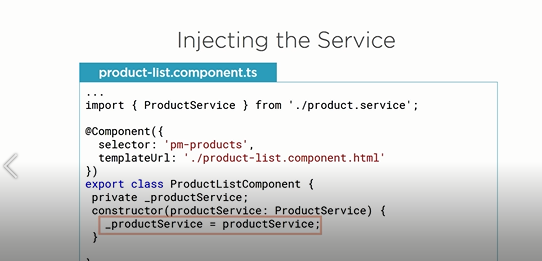 Injecting the Service
product-list.component.ts
...
import { ProductService } from './product.service';
@Component({
selector: 'pm-products',
templateUrl: './product-list.component.html'
})
export class ProductListComponent {
private _productService;
constructor(productService: ProductService) {
_productService = productService;
}